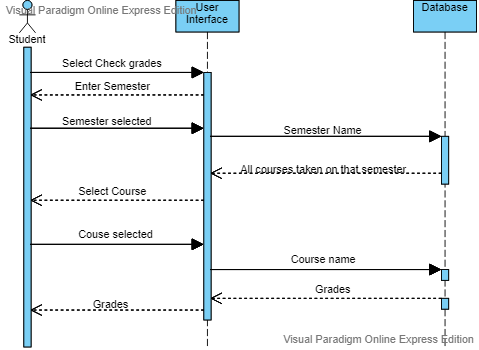 Visual Paradigm Online Express Edition
User
Interface
Database
Student
Select Check grades
Enter Semester
Semester selected
Semester Name
All courses taken on that semester
Select Course
Couse selected
Course name
Grades
Grades
Visual Paradigm Online Express Edition